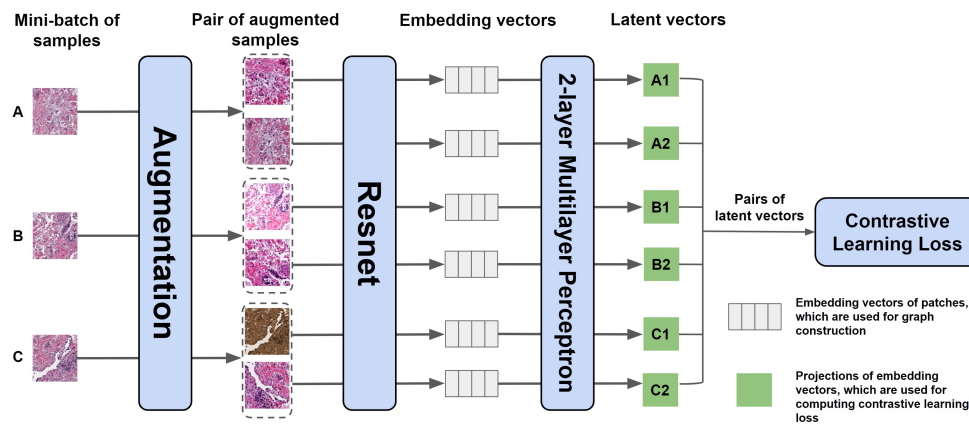 Mini-batch of
samples
Pair of augmented
samples
Embedding vectors
Latent vectors
A
B
C
Augmentation
Resnet
2-layer Multilayer Perceptron
A1
A2
B1
B2
C1
C2
Pairs of
latent vectors
Contrastive
Learning Loss
Embedding vectors of patches,
which are used for graph
construction
Projections of embedding
vectors, which are used for
computing contrastive learning
loss